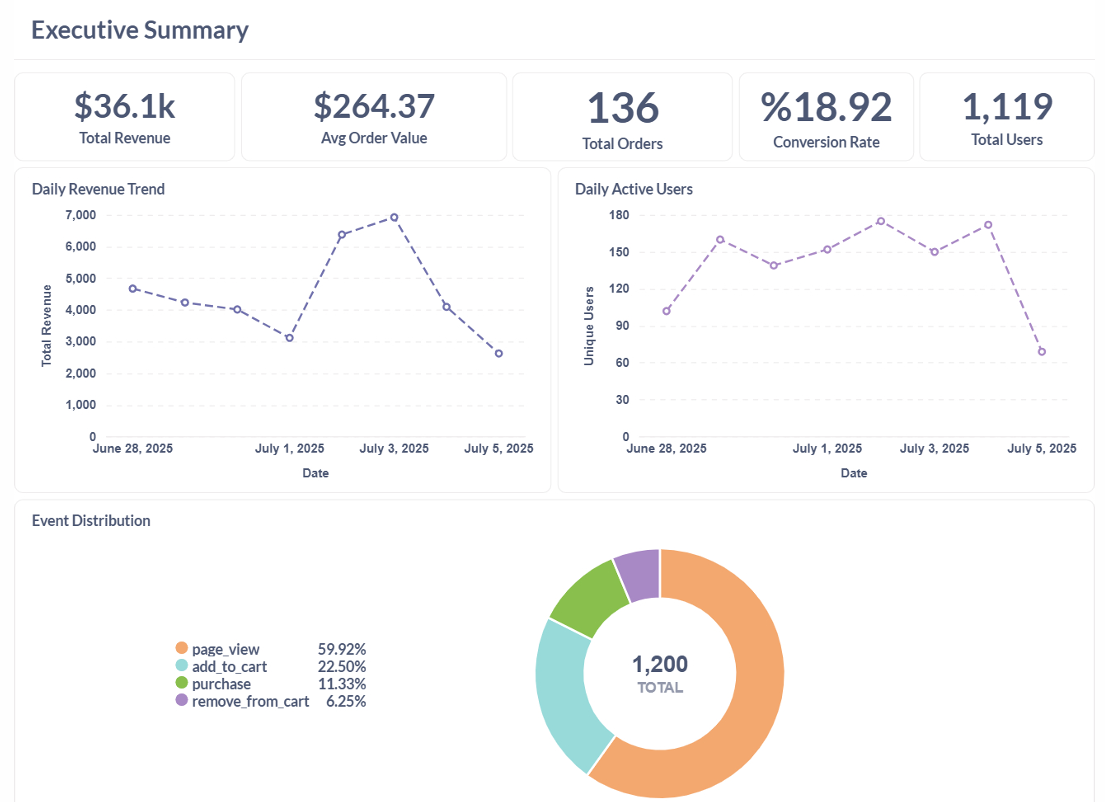 Executive Summary
$36.1k
Total Revenue
$264.37
Avg Order Value
136
Total Orders
%18.92
Conversion Rate
1,119
Total Users
Daily Revenue Trend
7,000
6,000
5,000
4,000
3,000
2,000
1,000
0
Total Revenue
June 28, 2025
July 1, 2025
July 3, 2025
July 5, 2025
Date
Daily Active Users
180
150
120
90
60
30
0
Unique Users
June 28, 2025
July 1, 2025
July 3, 2025
July 5, 2025
Date
Event Distribution
page_view 59.92%
add_to_cart 22.50%
purchase 11.33%
remove_from_cart 6.25%
1,200
TOTAL